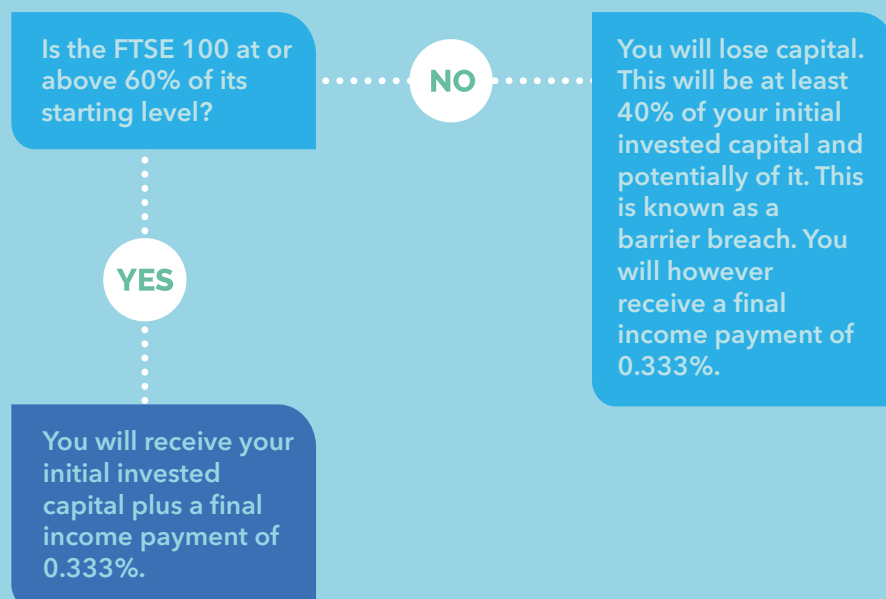 Is the FTSE 100 at or
above 60% of its
starting level?
NO
You will lose capital.
This will be at least
40% of your initial
invested capital and
potentially of it. This
is known as a
barrier breach. You
will however
receive a final
income payment of
0.333%.
YES
You will receive your
initial invested
capital plus a final
income payment of
0.333%.